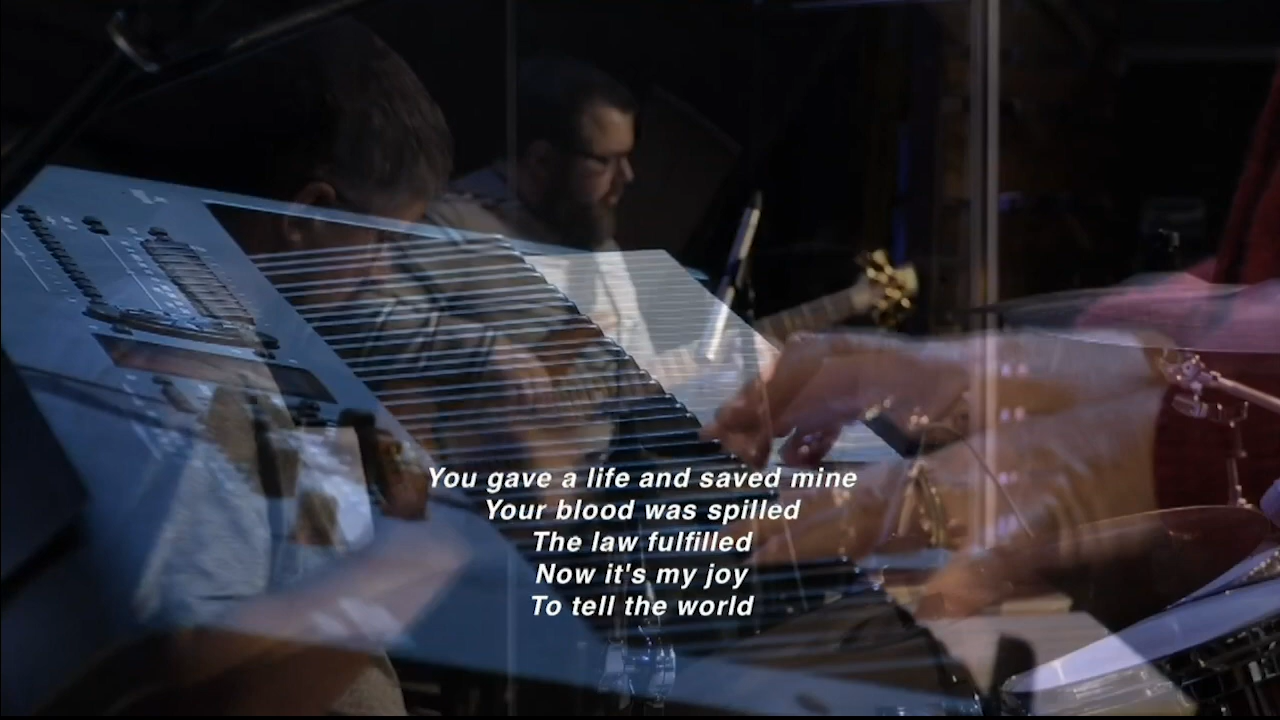 You gave a life and saved mine
Your blood was spilled
The law fulfilled
Now it's my joy
To tell the world